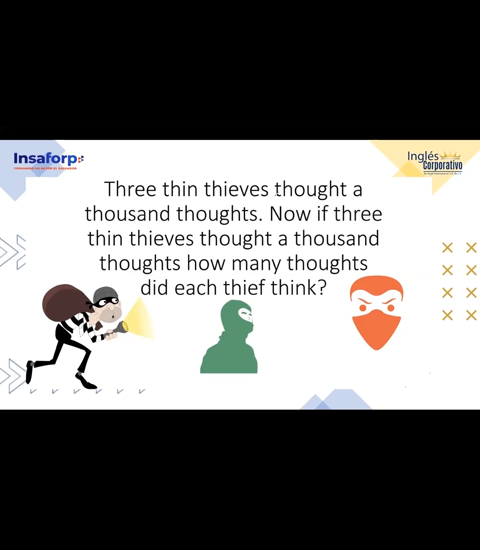 Insaforp
Inglés
Corporativo
Three thin thieves thought a
thousand thoughts. Now if three
thin thieves thought a thousand
thoughts how many thoughts
did each thief think?